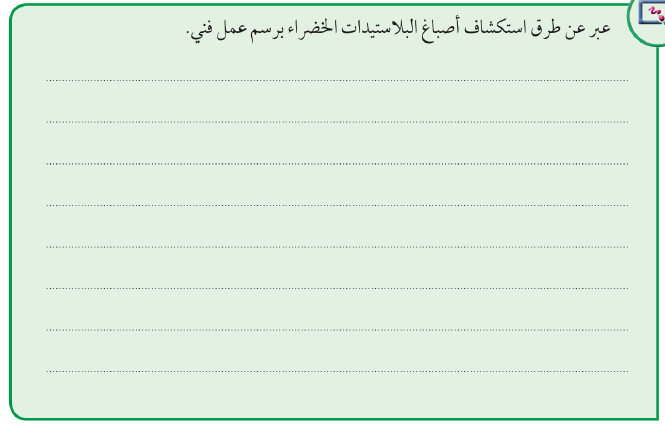 عبر عن طرق استكشاف أصباغ البلاستيدات الخضراء برسم عمل فني.